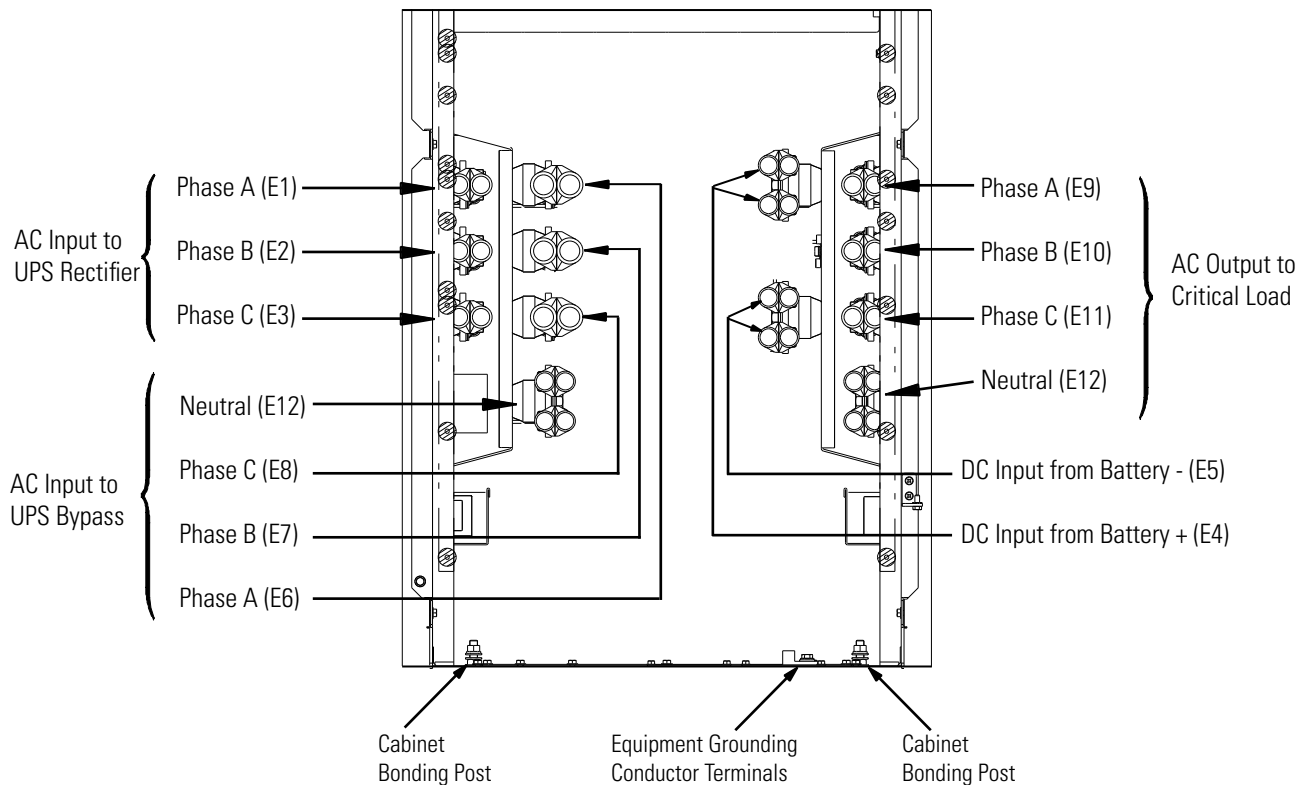 AC Input to
UPS Rectifier
Phase A (E1)
Phase B (E2)
Phase C (E3)
AC Input to
UPS Bypass
Neutral (E12)
Phase C (E8)
Phase B (E7)
Phase A (E6)
Phase A (E9)
Phase B (E10)
Phase C (E11)
Neutral (E12)
AC Output to
Critical Load
DC Input from Battery - (E5)
DC Input from Battery + (E4)
Cabinet
Bonding Post
Equipment Grounding
Conductor Terminals
Cabinet
Bonding Post